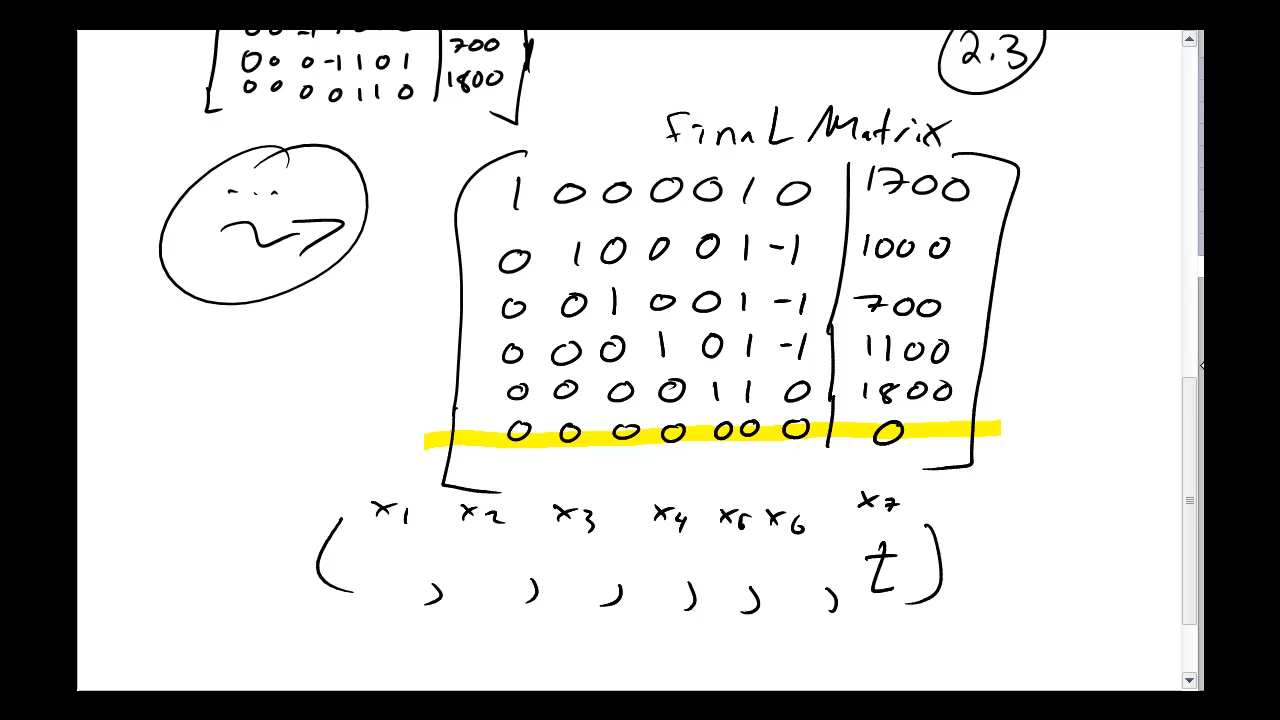 700
0 0 0 -1 1 0 1
1800
0 0 0 0 1 1 0
2.3
Final Matrix
1 0 0 0 0 1 0 | 1700
0 1 0 0 0 1 -1 | 1000
0 0 1 0 0 1 -1 | 700
0 0 0 1 0 1 -1 | 1100
0 0 0 0 1 1 0 | 1800
0 0 0 0 0 0 0 | 0
x1 x2 x3 x4 x5 x6 x7
( , , , , , , t )